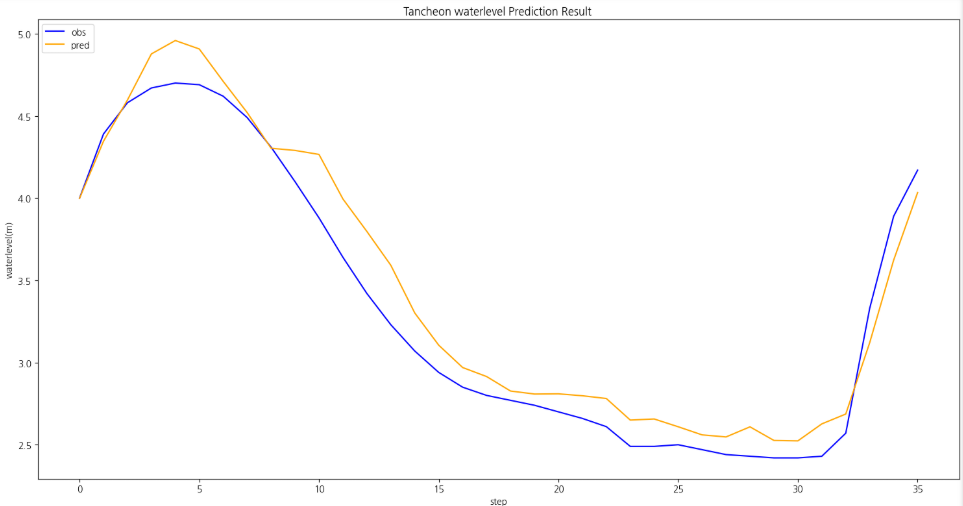 Tancheon waterlevel Prediction Result
obs
pred
5.0
4.5
4.0
3.5
3.0
2.5
waterlevel(m)
0 5 10 15 20 25 30 35
step